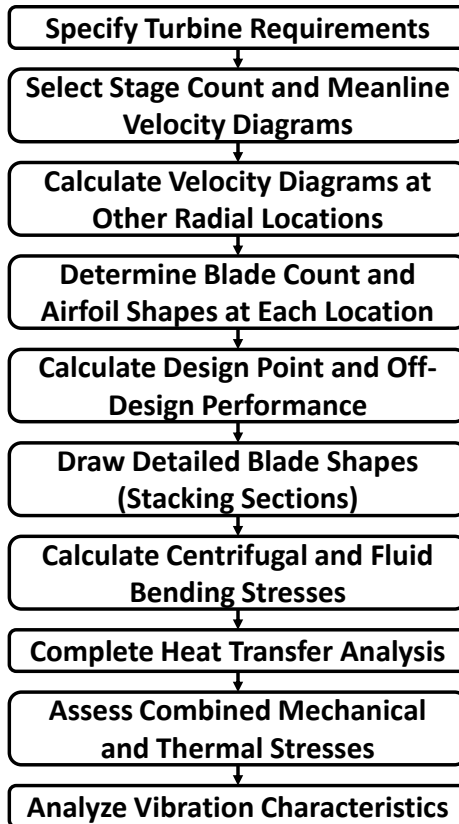 Specify Turbine Requirements
Select Stage Count and Meanline
Velocity Diagrams
Calculate Velocity Diagrams at
Other Radial Locations
Determine Blade Count and
Airfoil Shapes at Each Location
Calculate Design Point and Off-
Design Performance
Draw Detailed Blade Shapes
(Stacking Sections)
Calculate Centrifugal and Fluid
Bending Stresses
Complete Heat Transfer Analysis
Assess Combined Mechanical
and Thermal Stresses
Analyze Vibration Characteristics